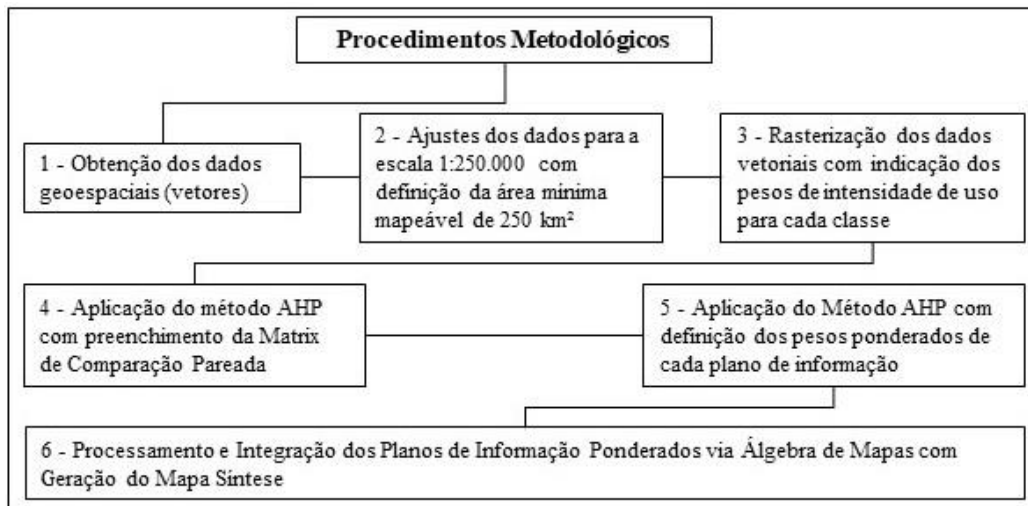 Procedimentos Metodológicos
1 - Obtenção dos dados
geoespaciais (vetores)
2 - Ajustes dos dados para a
escala 1:250.000 com
definição da área mínima
mapeável de 250 km²
3 - Rasterização dos dados
vetoriais com indicação dos
pesos de intensidade de uso
para cada classe
4 - Aplicação do método AHP
com preenchimento da Matrix
de Comparação Pareada
5 - Aplicação do Método AHP com
definição dos pesos ponderados de
cada plano de informação
6 - Processamento e Integração dos Planos de Informação Ponderados via Álgebra de Mapas com
Geração do Mapa Síntese